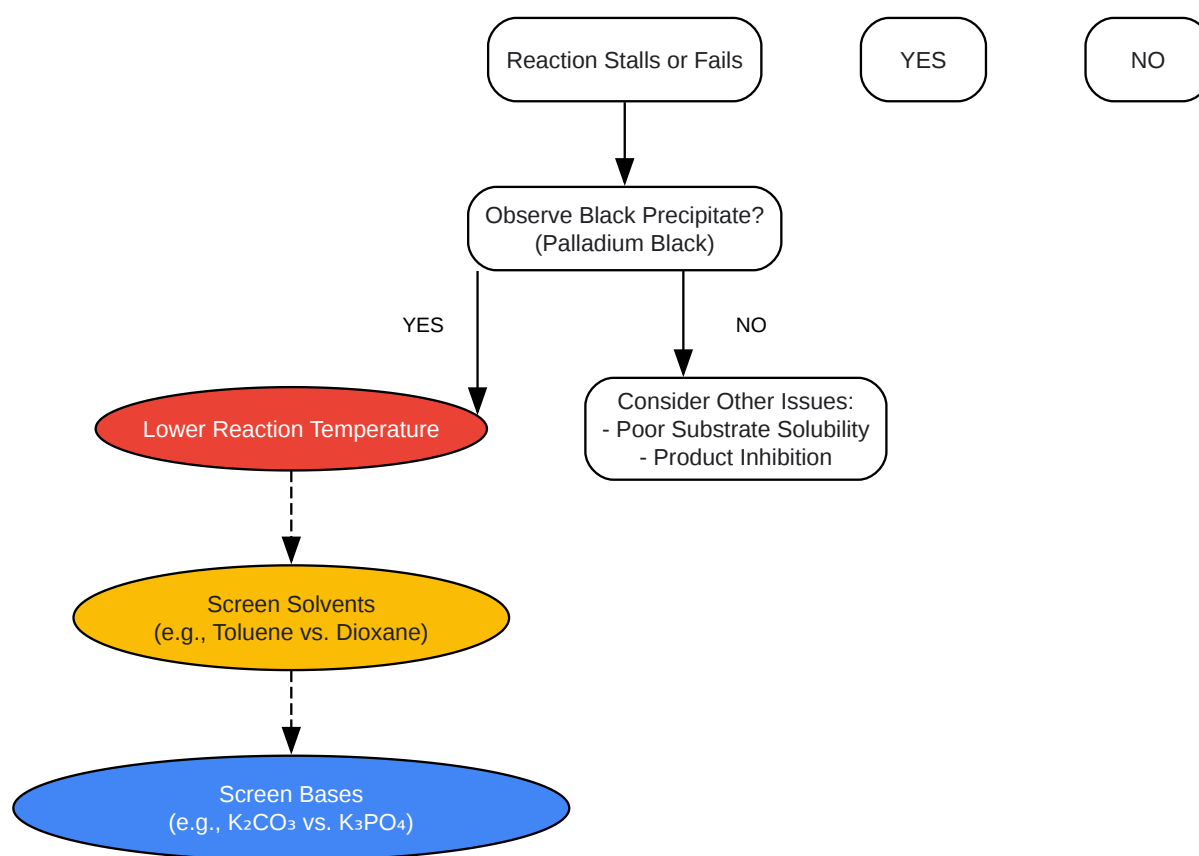 Reaction Stalls or Fails
YES
NO
Observe Black Precipitate?
(Palladium Black)
YES
NO
Lower Reaction Temperature
Consider Other Issues:
- Poor Substrate Solubility
- Product Inhibition
Screen Solvents
(e.g., Toluene vs. Dioxane)
Screen Bases
(e.g., K₂CO₃ vs. K₃PO₄)